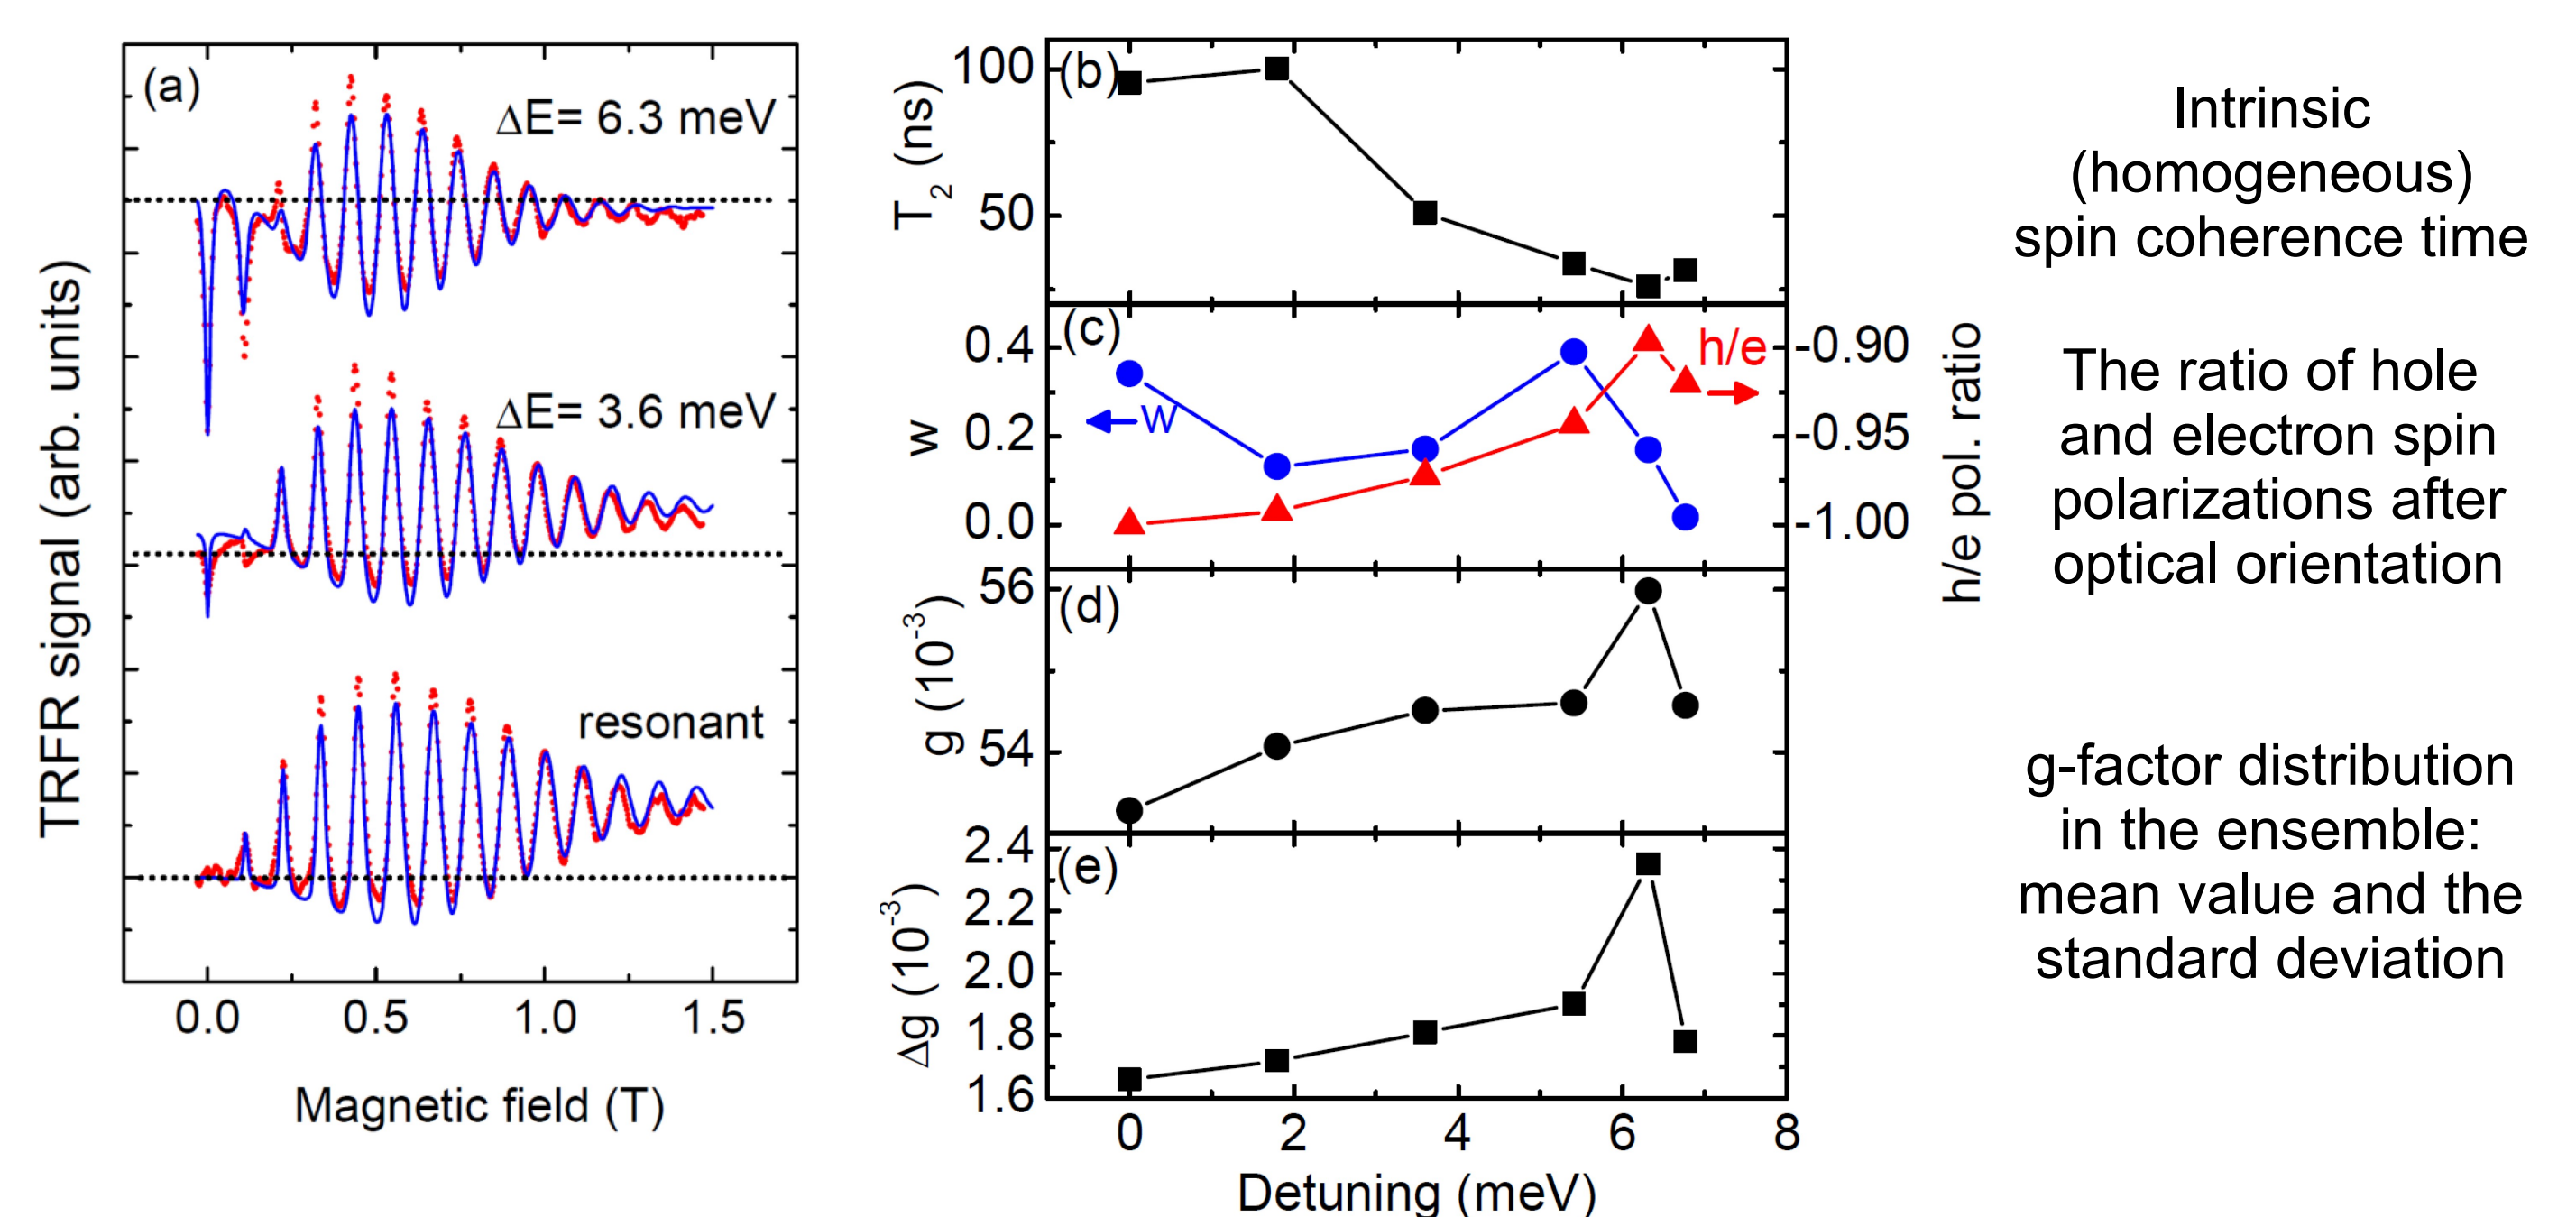 (a)
ΔE= 6.3 meV
ΔE= 3.6 meV
resonant
TRFR signal (arb. units)
0.0 0.5 1.0 1.5
Magnetic field (T)
(b)
100
50
T2 (ns)
(c)
0.4
0.2
0.0
w
W
h/e
-0.90
-0.95
-1.00
h/e pol. ratio
(d)
56
54
g (10-3)
(e)
2.4
2.2
2.0
1.8
1.6
Δg (10-3)
0 2 4 6 8
Detuning (meV)
Intrinsic
(homogeneous)
spin coherence time
The ratio of hole
and electron spin
polarizations after
optical orientation
g-factor distribution
in the ensemble:
mean value and the
standard deviation